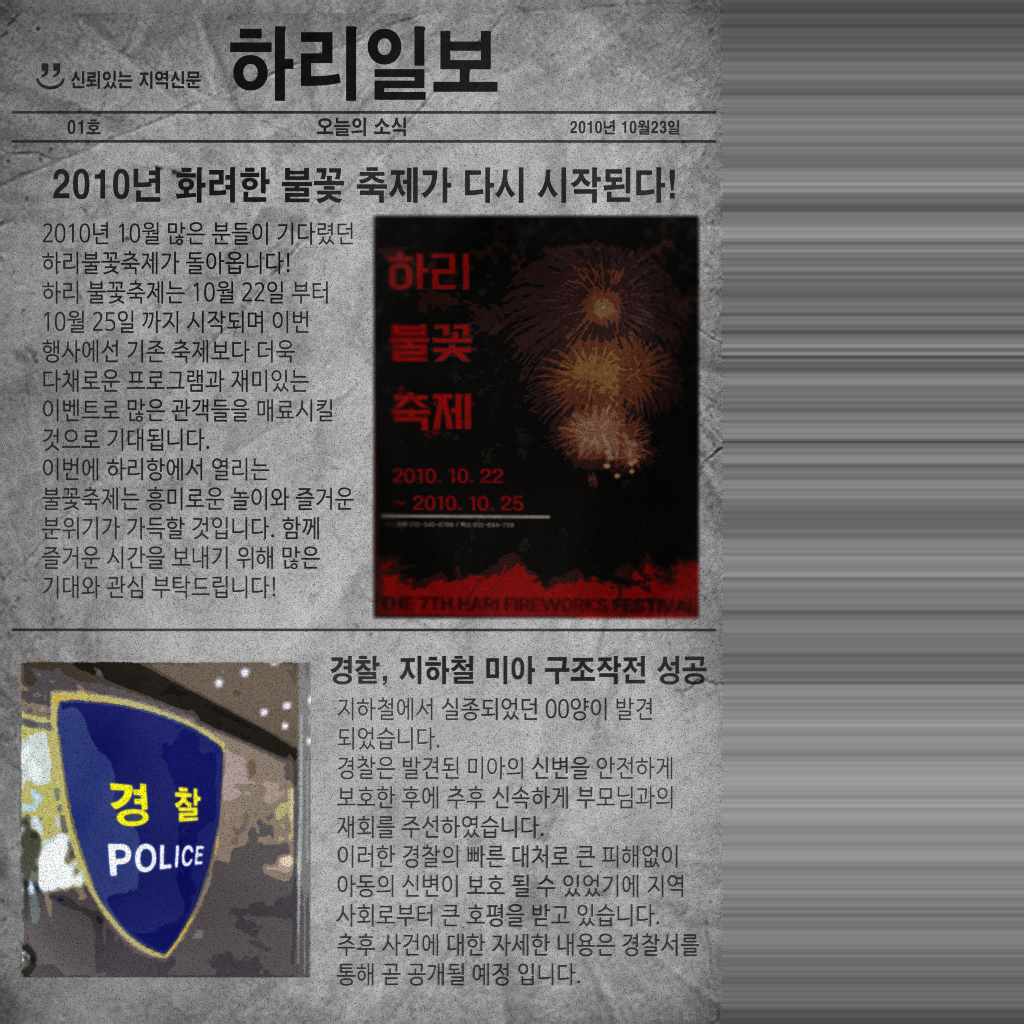 신뢰있는 지역신문
하리일보
01호
오늘의 소식
2010년 10월23일
2010년 화려한 불꽃 축제가 다시 시작된다!
2010년 10월 많은 분들이 기다렸던
하리불꽃축제가 돌아옵니다!
하리 불꽃축제는 10월 22일 부터
10월 25일 까지 시작되며 이번
행사에선 기존 축제보다 더욱
다채로운 프로그램과 재미있는
이벤트로 많은 관객들을 매료시킬
것으로 기대됩니다.
이번에 하리항에서 열리는
불꽃축제는 흥미로운 놀이와 즐거운
분위기가 가득할 것입니다. 함께
즐거운 시간을 보내기 위해 많은
기대와 관심 부탁드립니다!
하리
불꽃
축제
2010. 10. 22
~ 2010. 10. 25
THE 7TH HARI FIREWORKS FESTIVAL
경찰, 지하철 미아 구조작전 성공
지하철에서 실종되었던 00양이 발견
되었습니다.
경찰은 발견된 미아의 신변을 안전하게
보호한 후에 추후 신속하게 부모님과의
재회를 주선하였습니다.
이러한 경찰의 빠른 대처로 큰 피해없이
아동의 신변이 보호 될 수 있었기에 지역
사회로부터 큰 호평을 받고 있습니다.
추후 사건에 대한 자세한 내용은 경찰서를
통해 곧 공개될 예정 입니다.
경찰
POLICE